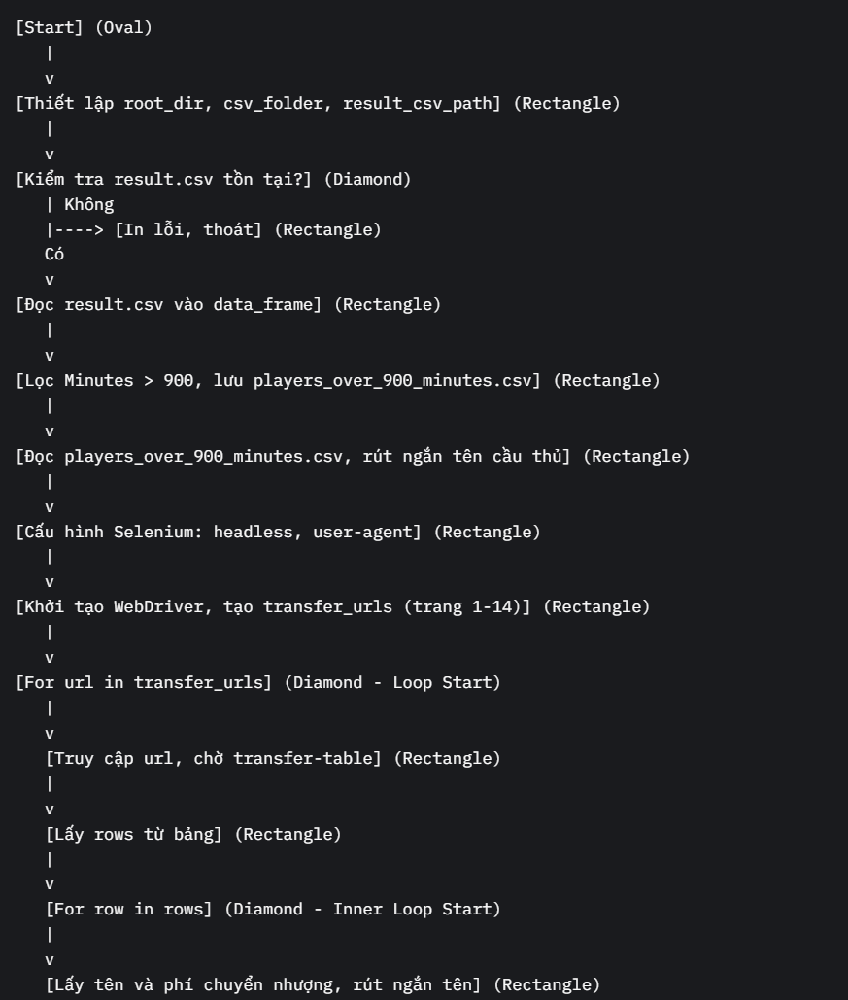 [Start] (Oval)
|
v
[Thiết lập root_dir, csv_folder, result_csv_path] (Rectangle)
|
v
[Kiểm tra result.csv tồn tại?] (Diamond)
| Không
|----> [In lỗi, thoát] (Rectangle)
Có
v
[Đọc result.csv vào data_frame] (Rectangle)
|
v
[Lọc Minutes > 900, lưu players_over_900_minutes.csv] (Rectangle)
|
v
[Đọc players_over_900_minutes.csv, rút ngắn tên cầu thủ] (Rectangle)
|
v
[Cấu hình Selenium: headless, user-agent] (Rectangle)
|
v
[Khởi tạo WebDriver, tạo transfer_urls (trang 1-14)] (Rectangle)
|
v
[For url in transfer_urls] (Diamond - Loop Start)
|
v
[Truy cập url, chờ transfer-table] (Rectangle)
|
v
[Lấy rows từ bảng] (Rectangle)
|
v
[For row in rows] (Diamond - Inner Loop Start)
|
v
[Lấy tên và phí chuyển nhượng, rút ngắn tên] (Rectangle)